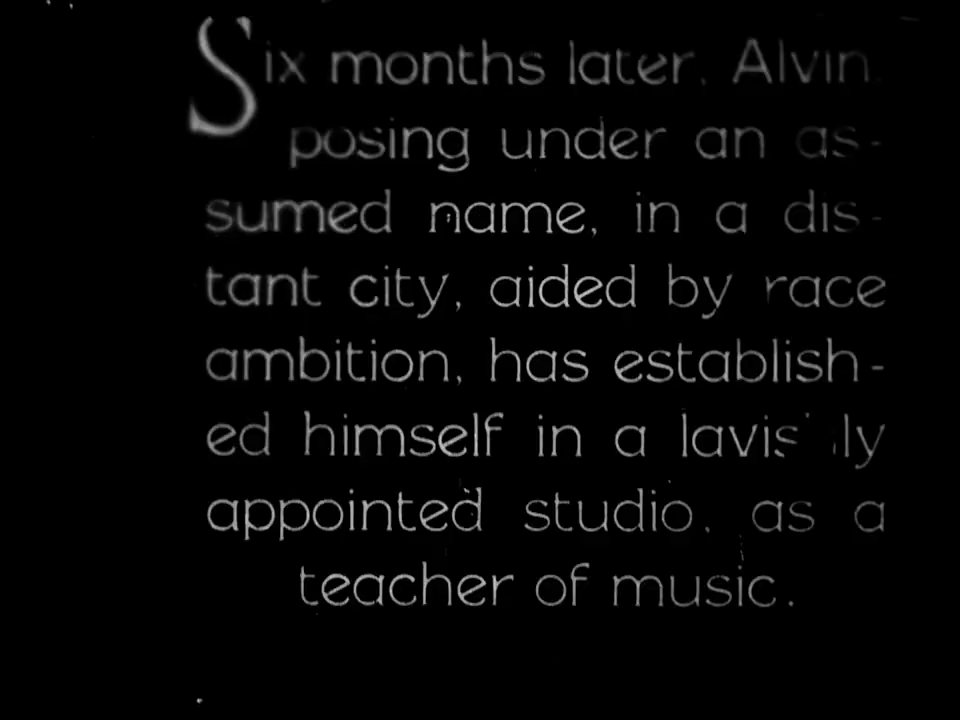 Six months later, Alvin,
posing under an as-
sumed name, in a dis-
tant city, aided by race
ambition, has establish-
ed himself in a lavishly
appointed studio, as a
teacher of music.